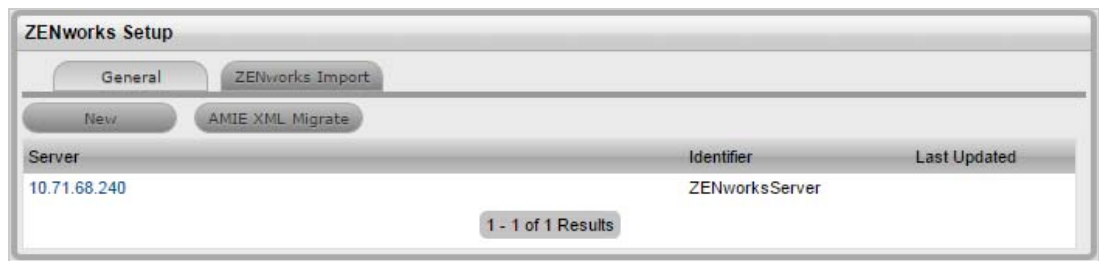 ZENworks Setup
General ZENworks Import
New AMIE XML Migrate
Server Identifier Last Updated
10.71.68.240 ZENworksServer
1 - 1 of 1 Results